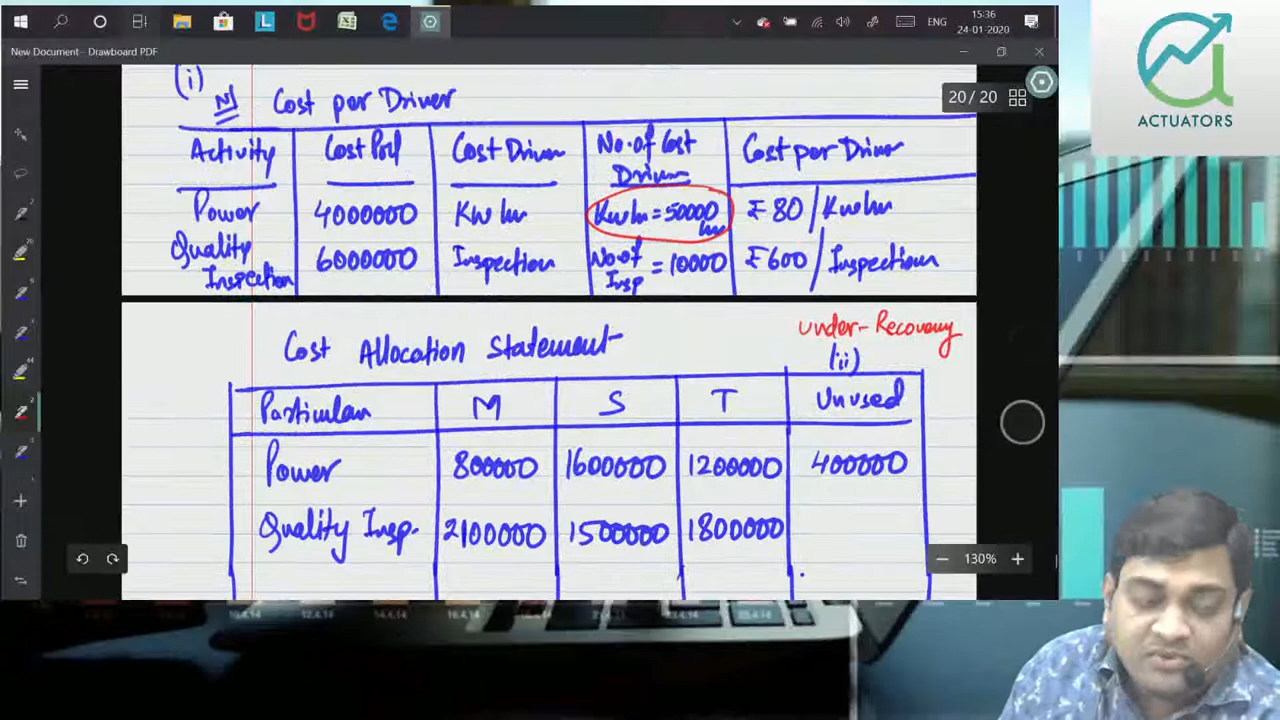 15:36
ENG
24-01-2020
New Document - Drawboard PDF
ACTUATORS
20 / 20
(i)
N/ Cost per Driver
Activity Cost Pool Cost Driver No. of Cost Driver Cost per Driver
Power 4000000 Kwhr Kwhr = 50000 hr ₹ 80 / Kwhr
Quality Inspection 6000000 Inspection No. of Insp = 10000 ₹ 600 / Inspection
under-Recovery
Cost Allocation Statement (ii)
Particulars M S T Unused
Power 800000 1600000 1200000 400000
Quality Insp. 2100000 1500000 1800000
130%